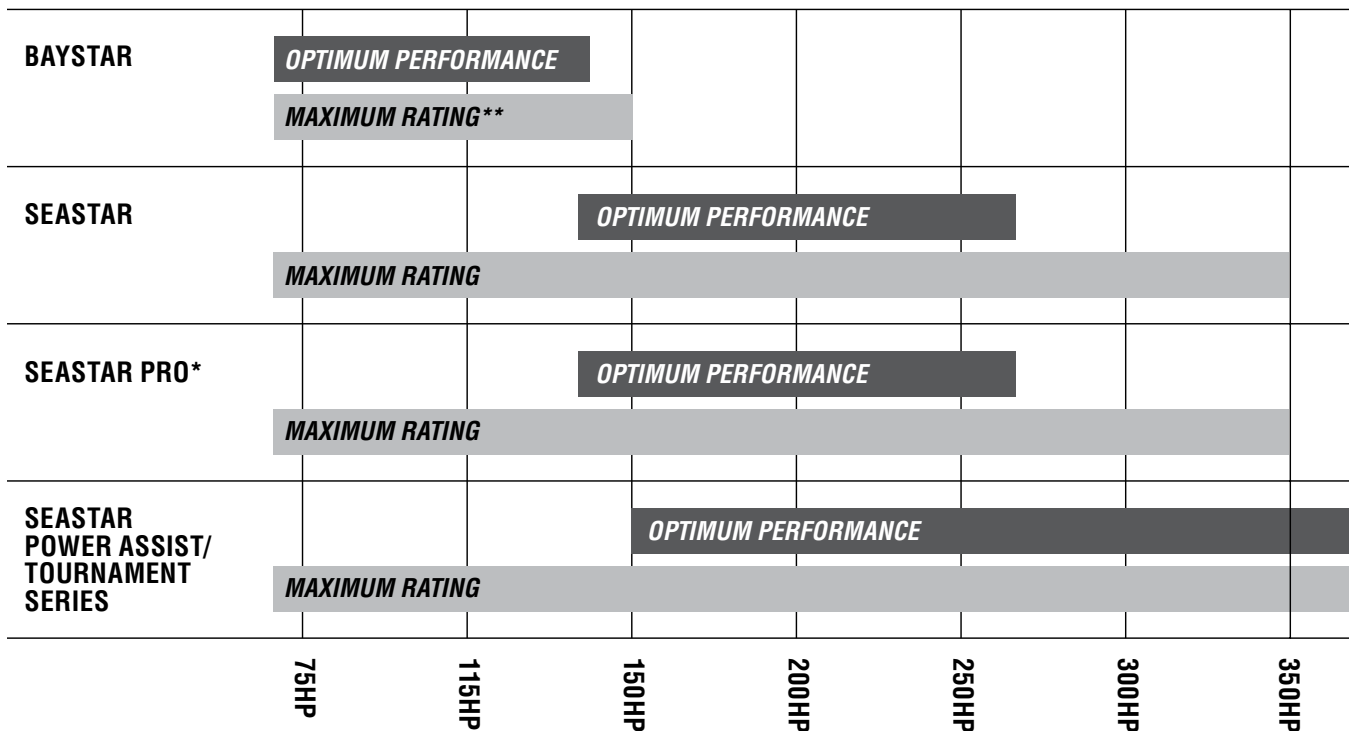 BAYSTAR
OPTIMUM PERFORMANCE
MAXIMUM RATING**
SEASTAR
OPTIMUM PERFORMANCE
MAXIMUM RATING
SEASTAR PRO*
OPTIMUM PERFORMANCE
MAXIMUM RATING
SEASTAR
POWER ASSIST/
TOURNAMENT
SERIES
OPTIMUM PERFORMANCE
MAXIMUM RATING
75HP
115HP
150HP
200HP
250HP
300HP
350HP